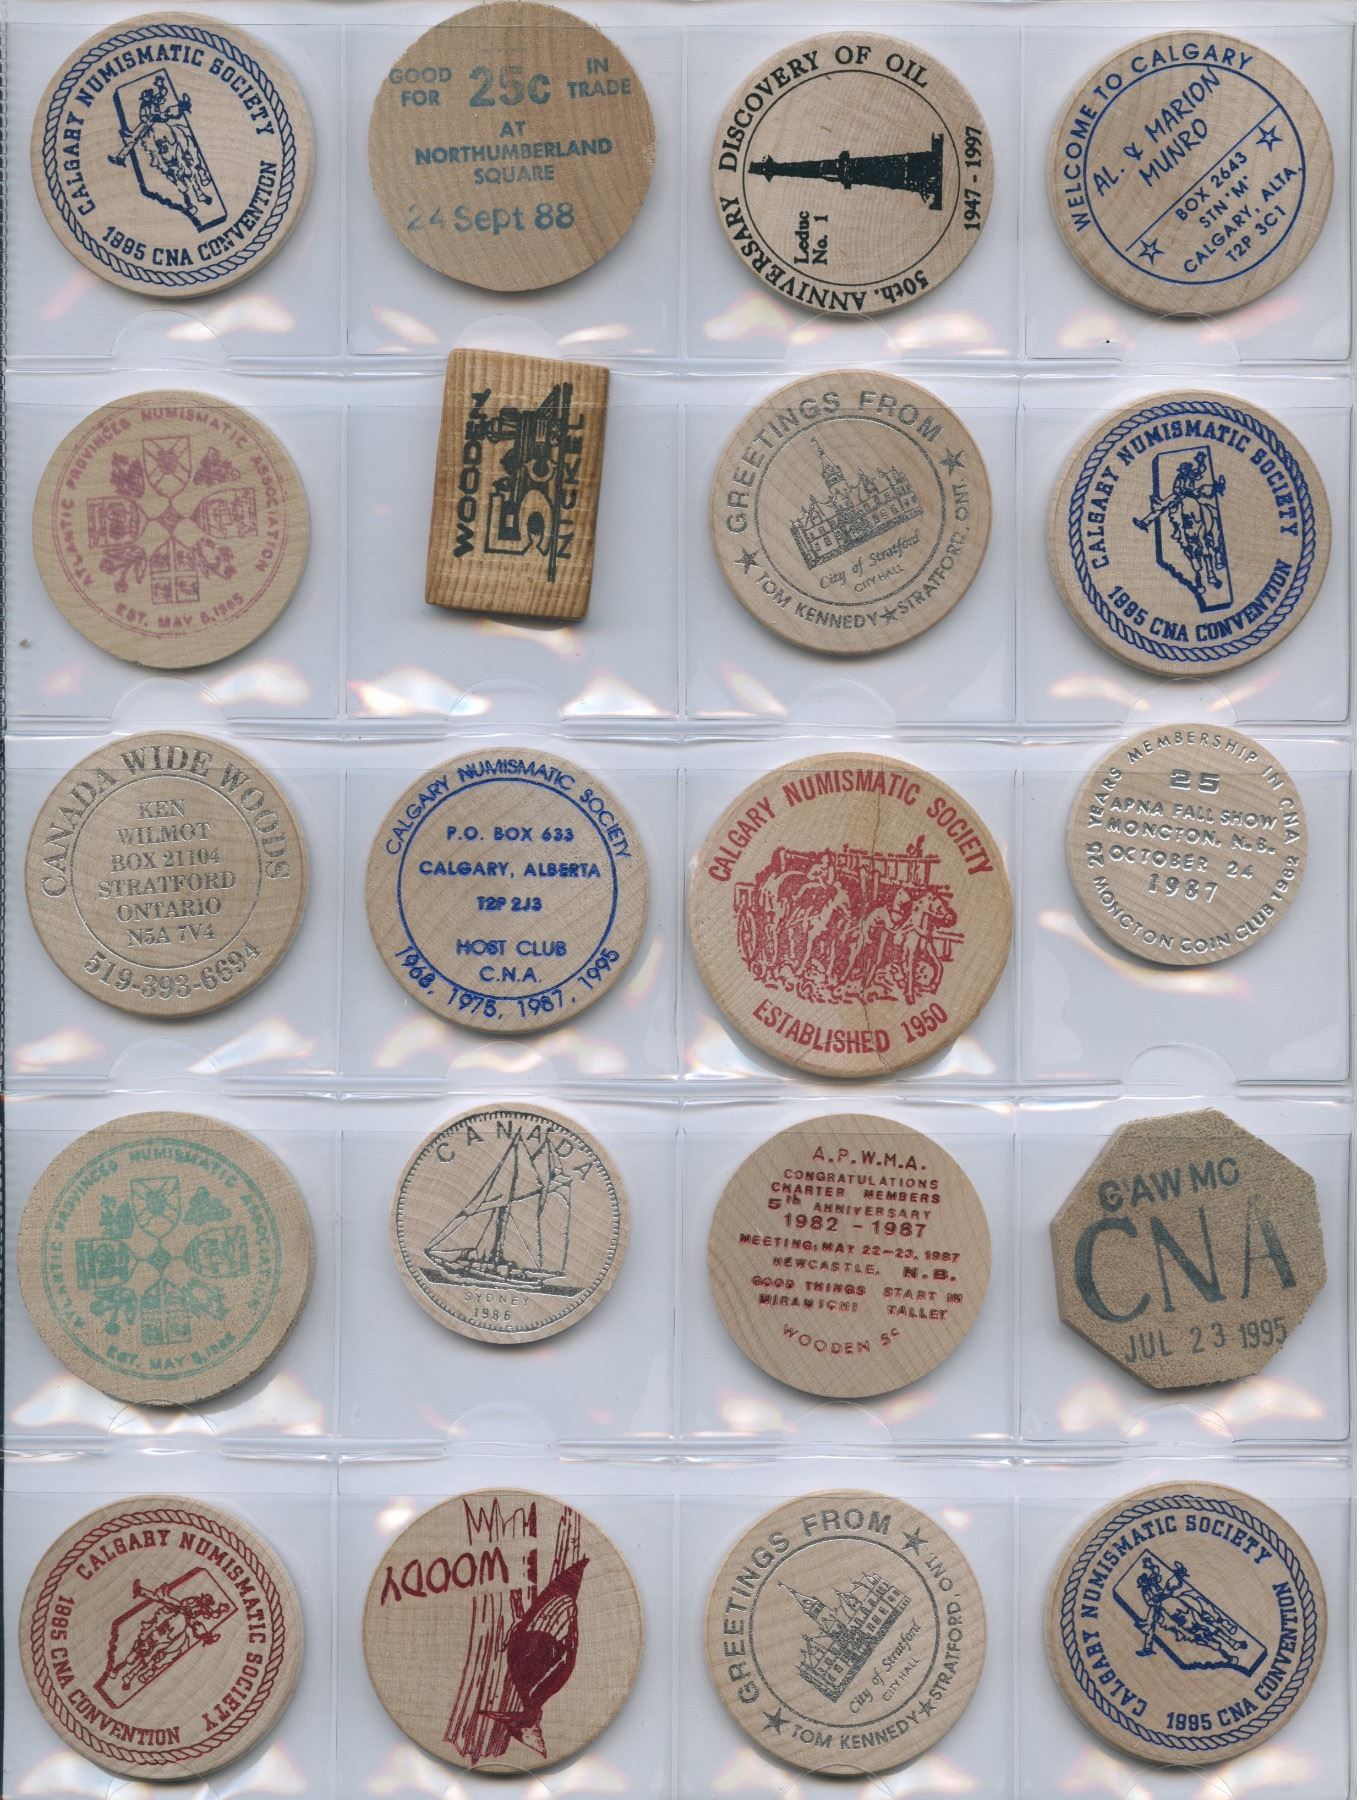 CALGARY NUMISMATIC SOCIETY
1995 CNA CONVENTION
GOOD FOR 25c IN TRADE
AT
NORTHUMBERLAND
SQUARE
24 Sept 88
50th. ANNIVERSARY DISCOVERY OF OIL
1947 - 1997
Leduc
No. 1
WELCOME TO CALGARY
AL. & MARION
MUNRO
BOX 2643
STN 'M'
CALGARY, ALTA.
T2P 3C1
ATLANTIC PROVINCES NUMISMATIC ASSOCIATION
EST. MAY 8, 1965
WOODEN
5c
NICKEL
GREETINGS FROM
City of Stratford
CITY HALL
TOM KENNEDY ★ STRATFORD, ONT.
CALGARY NUMISMATIC SOCIETY
1995 CNA CONVENTION
CANADA WIDE WOODS
KEN
WILMOT
BOX 21104
STRATFORD
ONTARIO
N5A 7V4
519-393-6694
CALGARY NUMISMATIC SOCIETY
P.O. BOX 633
CALGARY, ALBERTA
T2P 2J3
HOST CLUB
C.N.A.
1968, 1975, 1987, 1995
CALGARY NUMISMATIC SOCIETY
ESTABLISHED 1950
25 YEARS MEMBERSHIP IN CNA
25
APNA FALL SHOW
MONCTON, N.B.
OCTOBER 24
1987
MONCTON COIN CLUB 1962
ATLANTIC PROVINCES NUMISMATIC ASSOCIATION
EST. MAY 8, 1965
CANADA
SYDNEY
1986
A.P.W.M.A.
CONGRATULATIONS
CHARTER MEMBERS
5th ANNIVERSARY
1982 - 1987
MEETING: MAY 22-23, 1987
NEWCASTLE, N.B.
GOOD THINGS START IN
MIRAMICHI VALLEY
WOODEN 5c
CAWMC
CNA
JUL 23 1995
CALGARY NUMISMATIC SOCIETY
1995 CNA CONVENTION
WOODY
GREETINGS FROM
City of Stratford
CITY HALL
TOM KENNEDY ★ STRATFORD, ONT.
CALGARY NUMISMATIC SOCIETY
1995 CNA CONVENTION